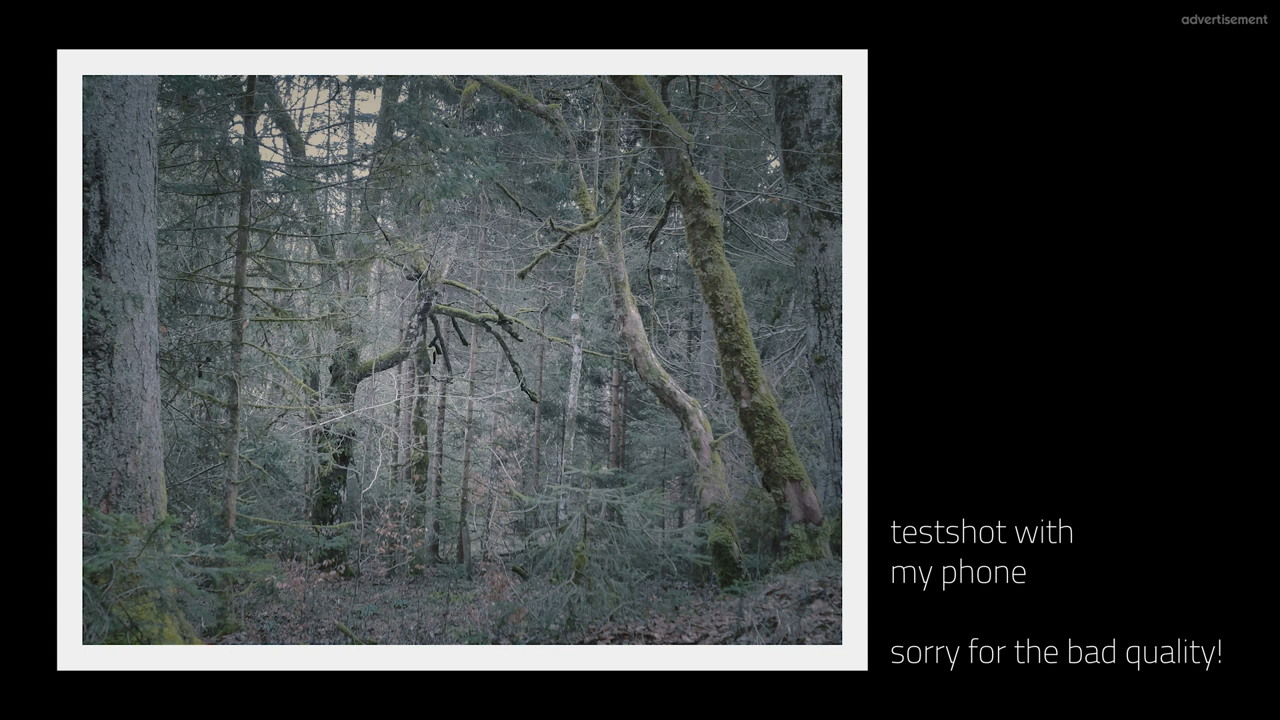 advertisement
testshot with
my phone
sorry for the bad quality!